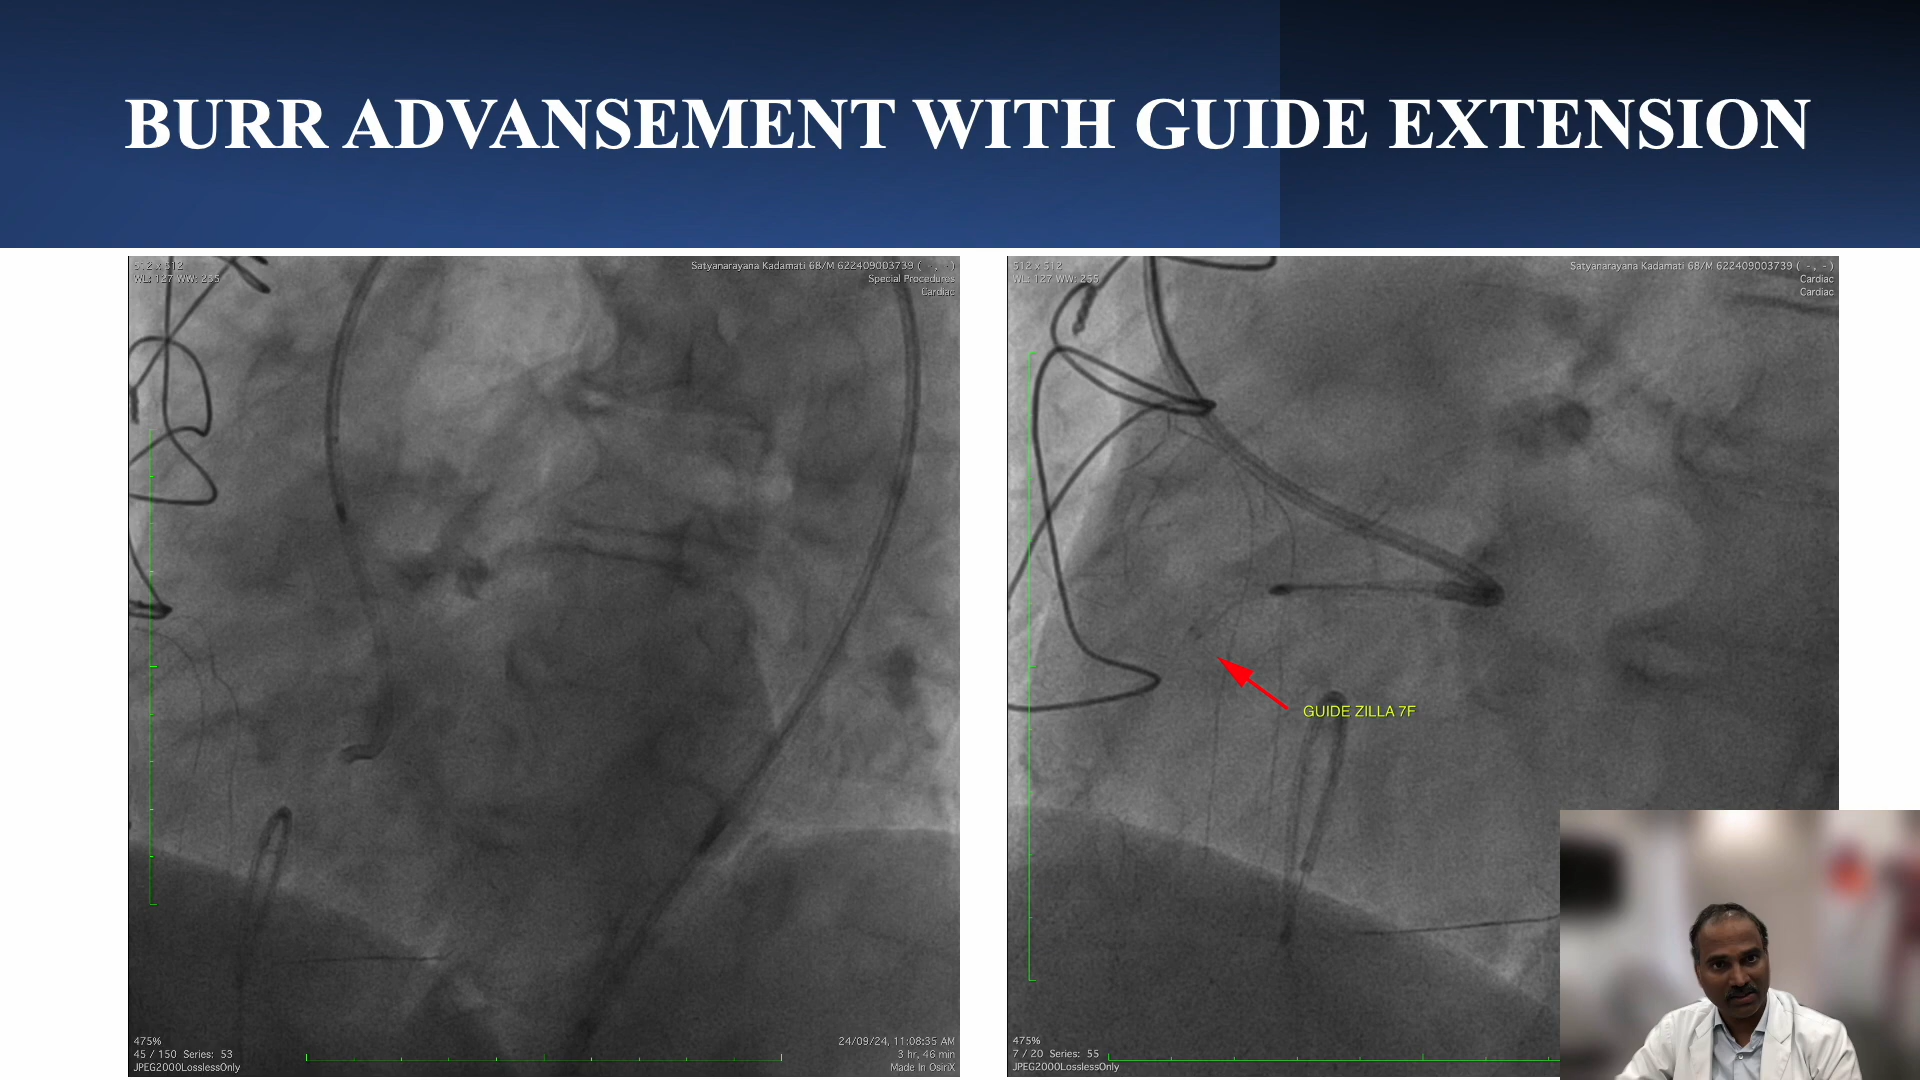 BURR ADVANSEMENT WITH GUIDE EXTENSION
512 x 512
WL: 127 WW: 255
Satyanarayana Kadamati 68/M 622409003739 ( - , - )
Special Procedures
Cardiac
475%
45 / 150 Series: 53
JPEG2000LosslessOnly
24/09/24, 11:08:35 AM
3 hr, 46 min
Made In OsiriX
512 x 512
WL: 127 WW: 255
Satyanarayana Kadamati 68/M 622409003739 ( - , - )
Cardiac
Cardiac
GUIDE ZILLA 7F
475%
7 / 20 Series: 55
JPEG2000LosslessOnly